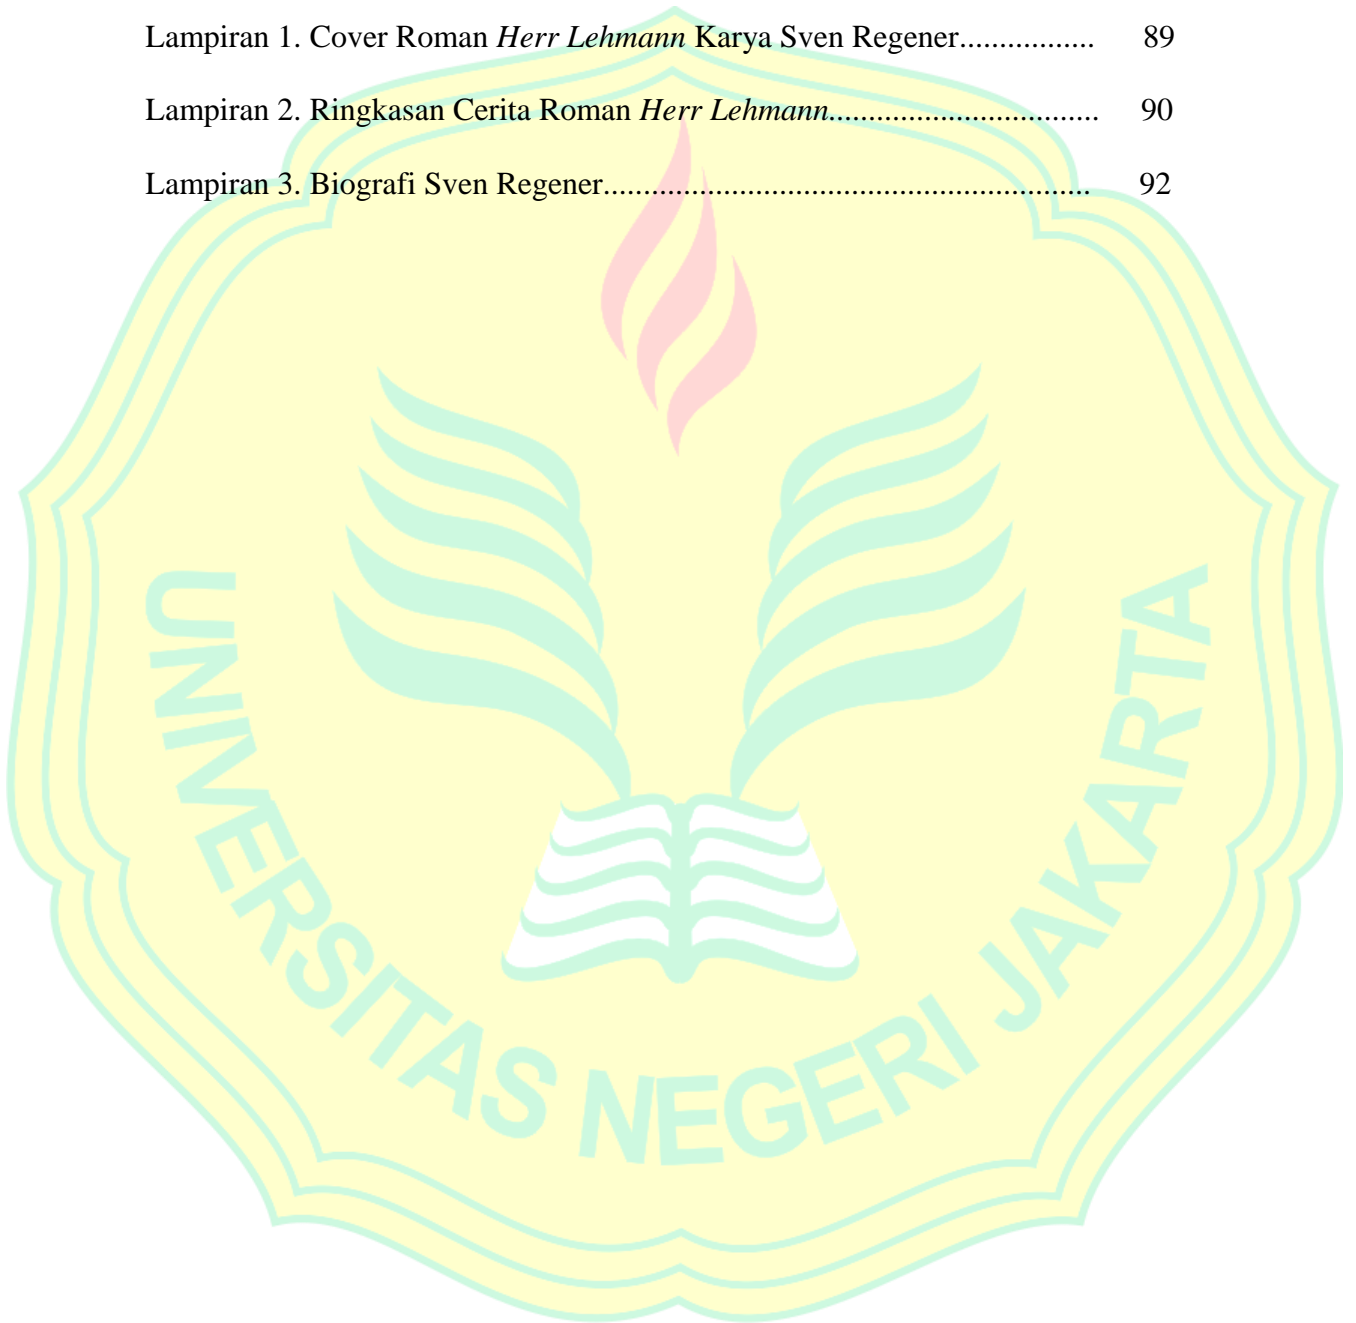 Lampiran 1. Cover Roman Herr Lehmann Karya Sven Regener................. 89
Lampiran 2. Ringkasan Cerita Roman Herr Lehmann.................................. 90
Lampiran 3. Biografi Sven Regener............................................................. 92
UNIVERSITAS NEGERI JAKARTA